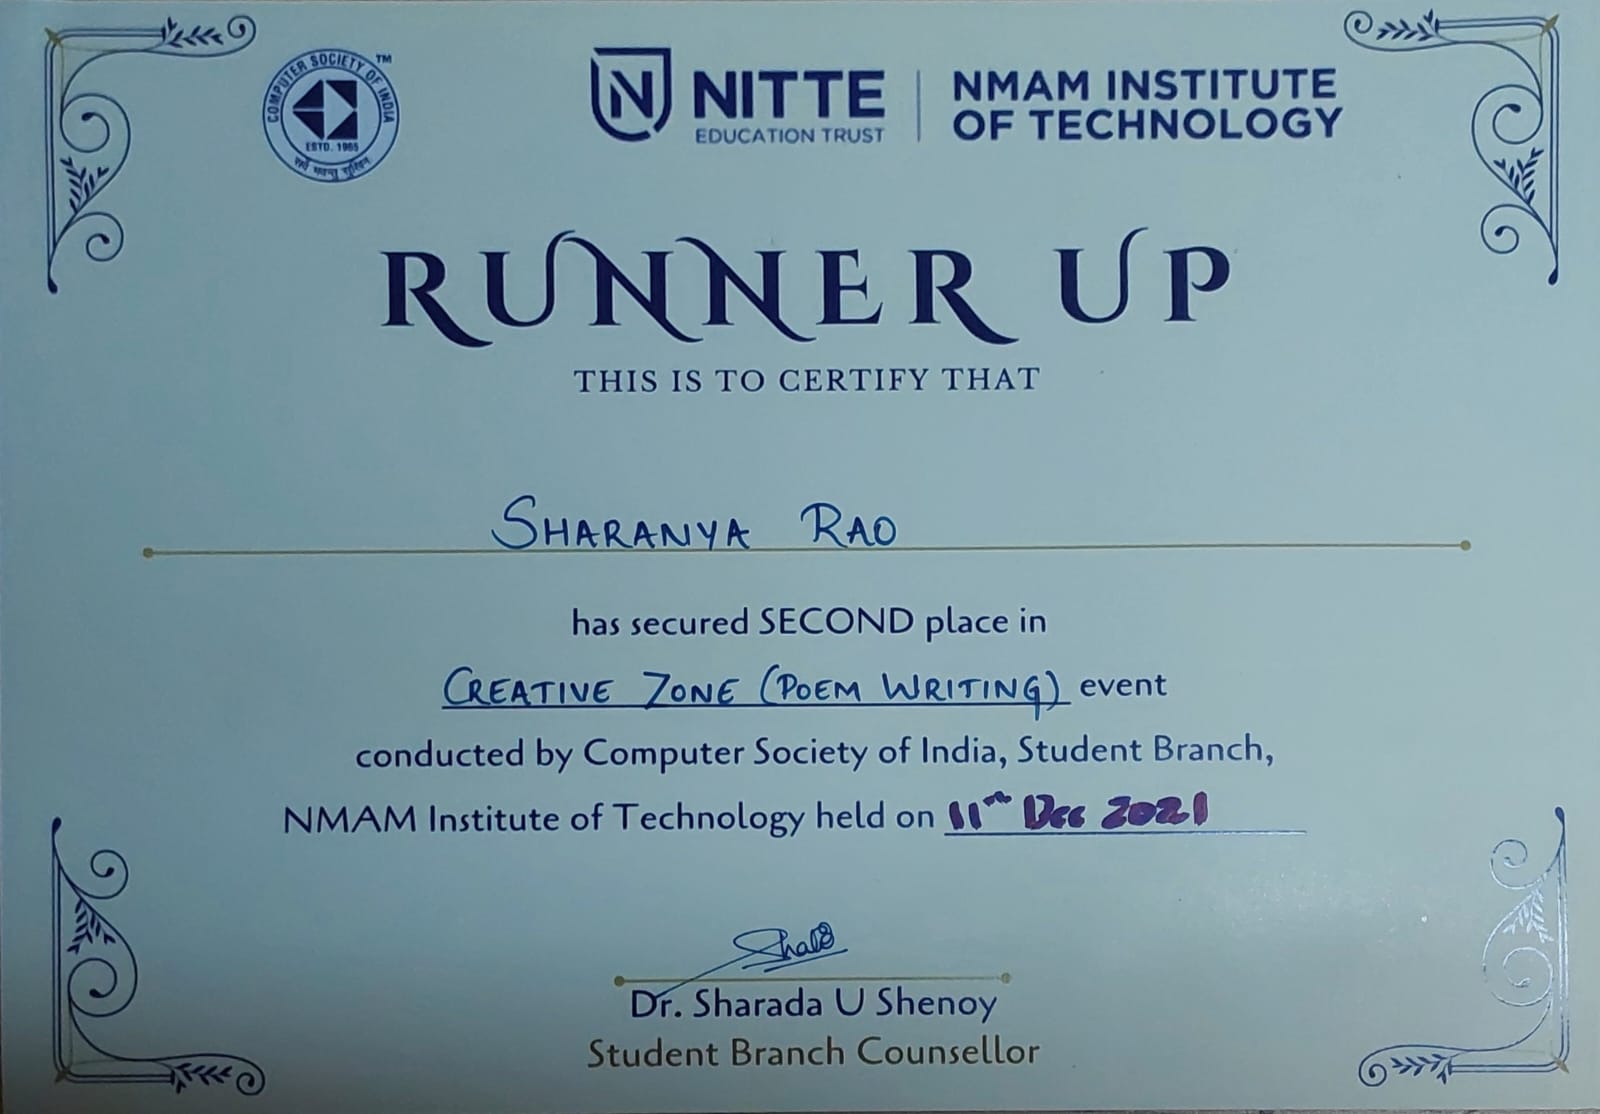 COMPUTER SOCIETY OF INDIA
TM
ESTD. 1965
सर्वे भवन्तु सुखिनः
N NITTE
EDUCATION TRUST
NMAM INSTITUTE
OF TECHNOLOGY
RUNNER UP
THIS IS TO CERTIFY THAT
SHARANYA RAO
has secured SECOND place in
CREATIVE ZONE (POEM WRITING) event
conducted by Computer Society of India, Student Branch,
NMAM Institute of Technology held on 11th Dec 2021
Dr. Sharada U Shenoy
Student Branch Counsellor